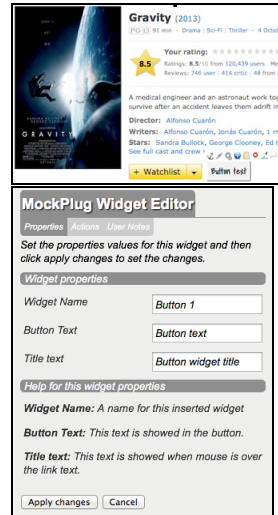 Gravity (2013)
PG-13 91 min - Drama | Sci-Fi | Thriller - 4 Octob
Your rating:
8.5
Ratings: 8.5/10 from 120,439 users Me
Reviews: 746 user | 414 critic | 48 from
A medical engineer and an astronaut work tog
survive after an accident leaves them adrift in
Director: Alfonso Cuarón
Writers: Alfonso Cuarón, Jonás Cuarón, 1 m
Stars: Sandra Bullock, George Clooney, Ed H
See full cast and crew
GRAVITY
+ Watchlist
Button text
MockPlug Widget Editor
Properties Actions User Notes
Set the properties values for this widget and then
click apply changes to set the changes.
Widget properties
Widget Name Button 1
Button Text Button text
Title text Button widget title
Help for this widget properties
Widget Name: A name for this inserted widget
Button Text: This text is showed in the button.
Title text: This text is showed when mouse is over
the link text.
Apply changes Cancel